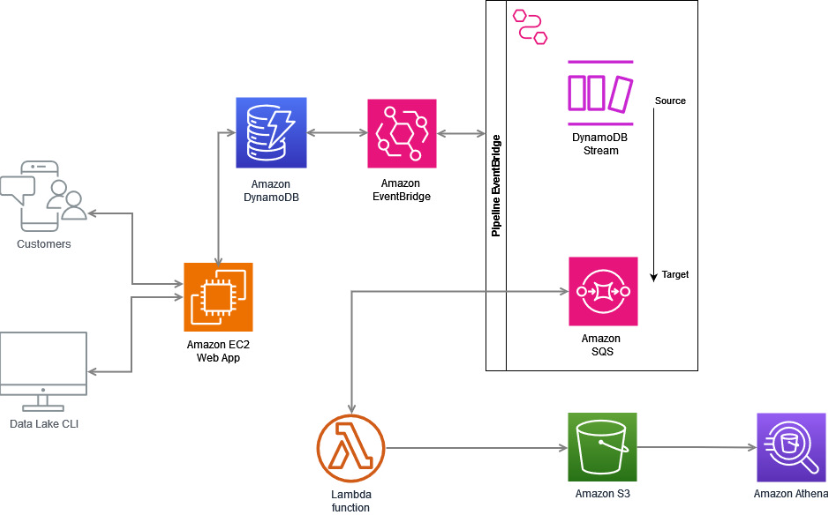 Customers
Data Lake CLI
Amazon EC2
Web App
Amazon
DynamoDB
Amazon
EventBridge
Pipeline EventBridge
DynamoDB
Stream
Source
Target
Amazon
SQS
Lambda
function
Amazon S3
Amazon Athena